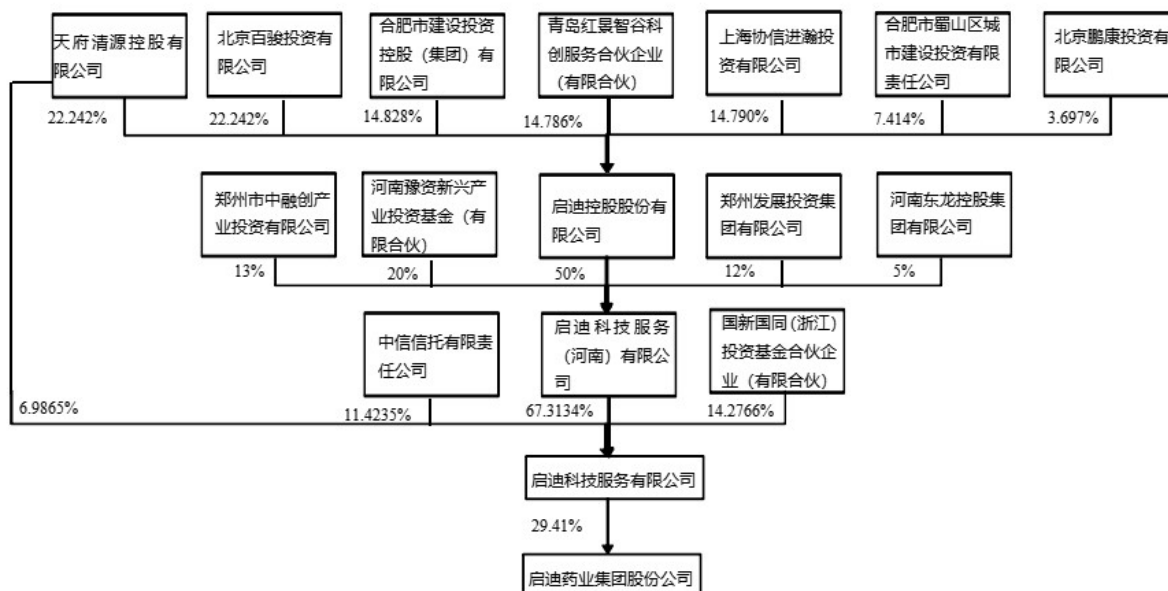 天府清源控股有
限公司
北京百骏投资有
限公司
合肥市建设投资
控股（集团）有
限公司
青岛红景智谷科
创服务合伙企业
（有限合伙）
上海协信进瀚投
资有限公司
合肥市蜀山区城
市建设投资有限
责任公司
北京鹏康投资有
限公司
22.242%
22.242%
14.828%
14.786%
14.790%
7.414%
3.697%
郑州市中融创产
业投资有限公司
河南豫资新兴产
业投资基金（有
限合伙）
启迪控股股份有
限公司
郑州发展投资集
团有限公司
河南东龙控股集
团有限公司
13%
20%
50%
12%
5%
中信信托有限责
任公司
启迪科技服务
（河南）有限公
司
国新国同（浙江）
投资基金合伙企
业（有限合伙）
6.9865%
11.4235%
67.3134%
14.2766%
启迪科技服务有限公司
29.41%
启迪药业集团股份公司